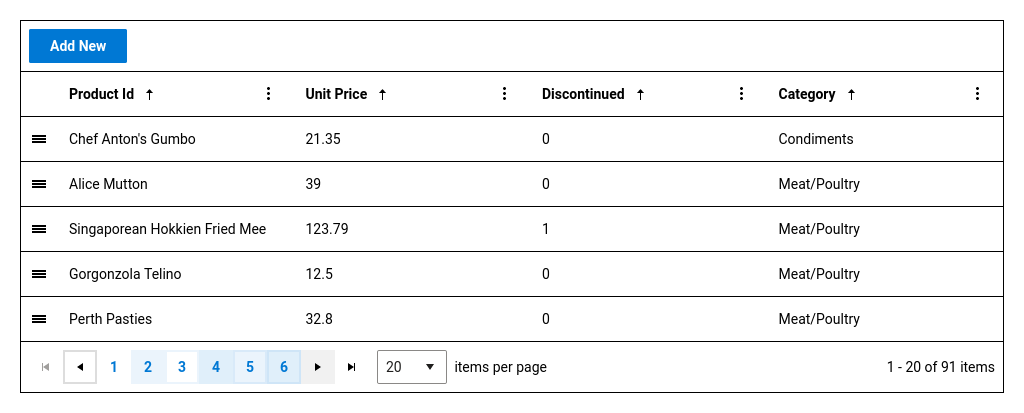 Add New
Product Id Unit Price Discontinued Category
Chef Anton's Gumbo 21.35 0 Condiments
Alice Mutton 39 0 Meat/Poultry
Singaporean Hokkien Fried Mee 123.79 1 Meat/Poultry
Gorgonzola Telino 12.5 0 Meat/Poultry
Perth Pasties 32.8 0 Meat/Poultry
1 2 3 4 5 6 20 items per page 1 - 20 of 91 items